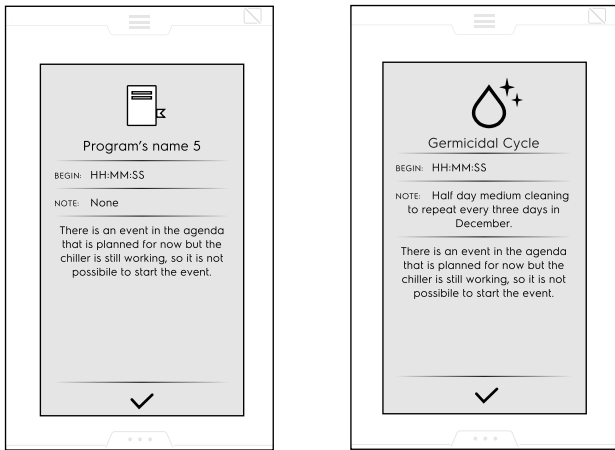 Program's name 5
BEGIN: HH:MM:SS
NOTE: None
There is an event in the agenda
that is planned for now but the
chiller is still working, so it is not
possibile to start the event.
Germicidal Cycle
BEGIN: HH:MM:SS
NOTE: Half day medium cleaning
to repeat every three days in
December.
There is an event in the agenda
that is planned for now but the
chiller is still working, so it is not
possibile to start the event.